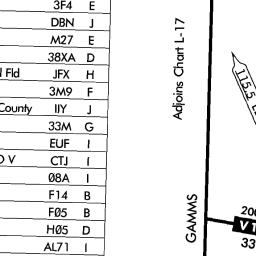 3F4 E
DBN J
M27 E
38XA D
Fld JFX H
3M9 F
County IJY J
33M G
EUF I
V CTJ I
08A I
F14 B
F05 B
H05 D
AL71 I
Adjoins Chart L-17
GAMMS
115.5
200
V1
33